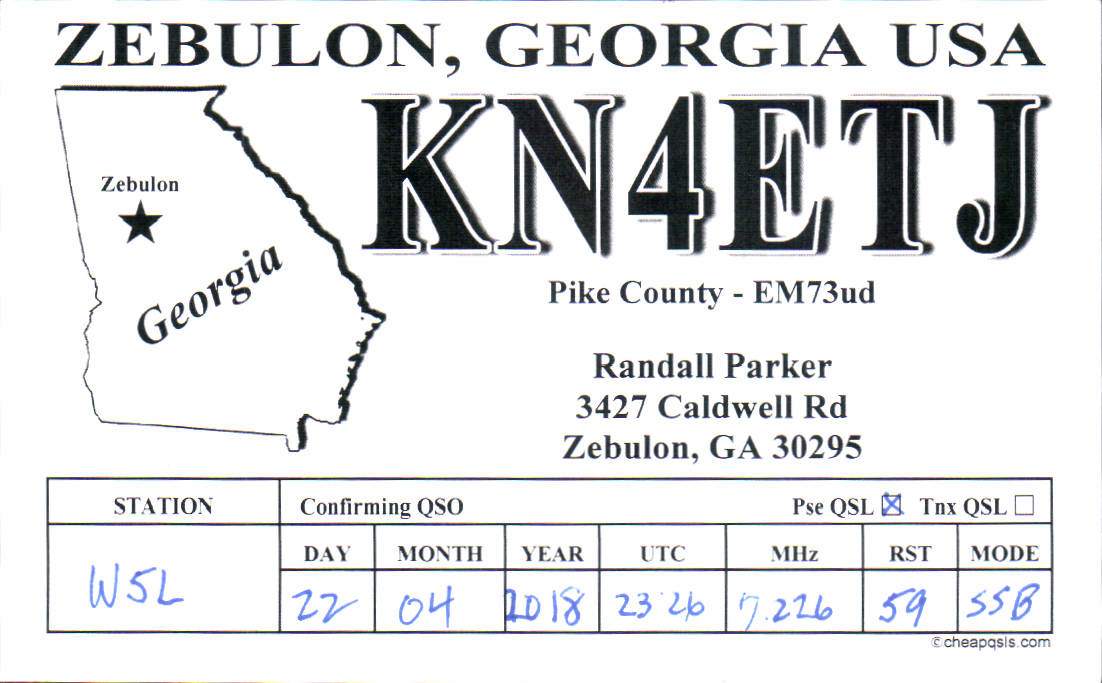 ZEBULON, GEORGIA USA
KN4ETJ
Zebulon
Georgia
Pike County - EM73ud
Randall Parker
3427 Caldwell Rd
Zebulon, GA 30295
STATION Confirming QSO Pse QSL ☒ Tnx QSL ☐
DAY MONTH YEAR UTC MHz RST MODE
W5L 22 04 2018 23 26 7.226 59 SSB
©cheapqsls.com